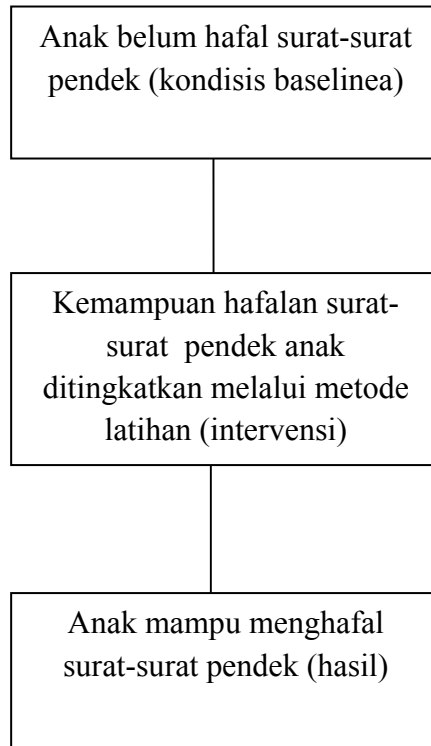 Anak belum hafal surat-surat
pendek (kondisis baselinea)
Kemampuan hafalan surat-
surat pendek anak
ditingkatkan melalui metode
latihan (intervensi)
Anak mampu menghafal
surat-surat pendek (hasil)